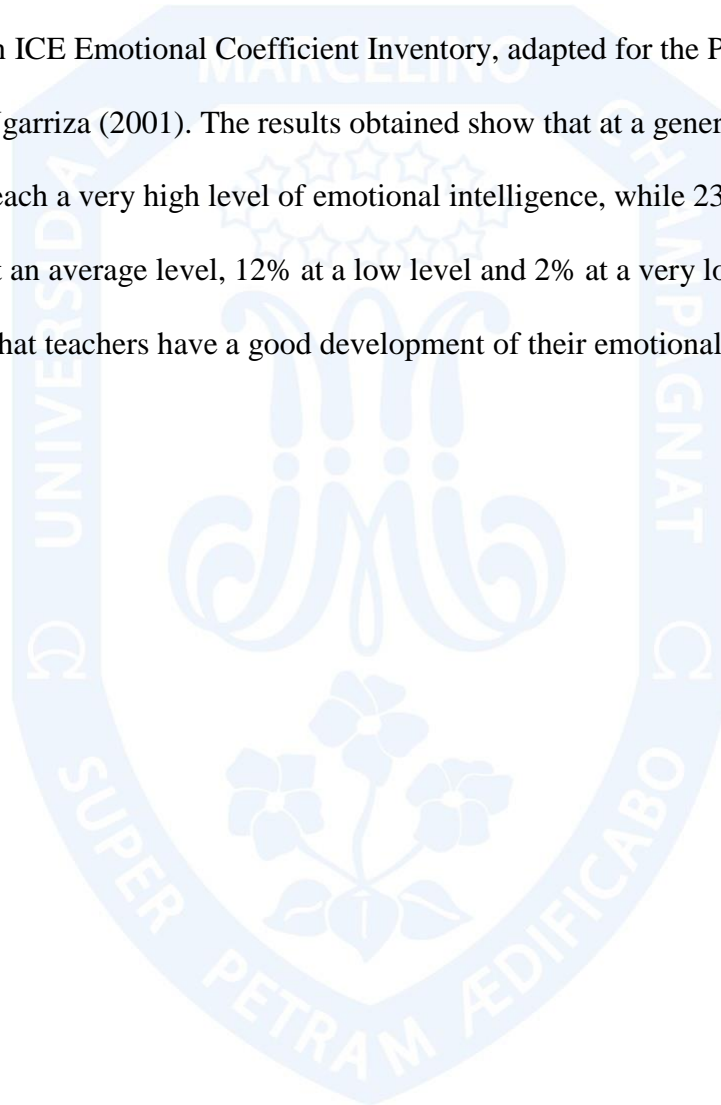 n ICE Emotional Coefficient Inventory, adapted for the P
garriza (2001). The results obtained show that at a gener
each a very high level of emotional intelligence, while 23
t an average level, 12% at a low level and 2% at a very lo
hat teachers have a good development of their emotional
UNIVERSIDAD
MARCELINO
CHAMPAGNAT
SUPER PETRAM ÆDIFICABO